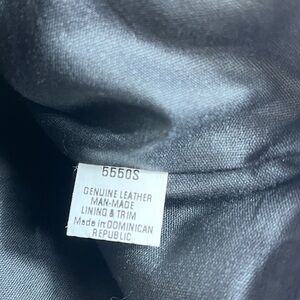 5550S
GENUINE LEATHER
MAN-MADE
LINING & TRIM
Made in DOMINICAN
REPUBLIC